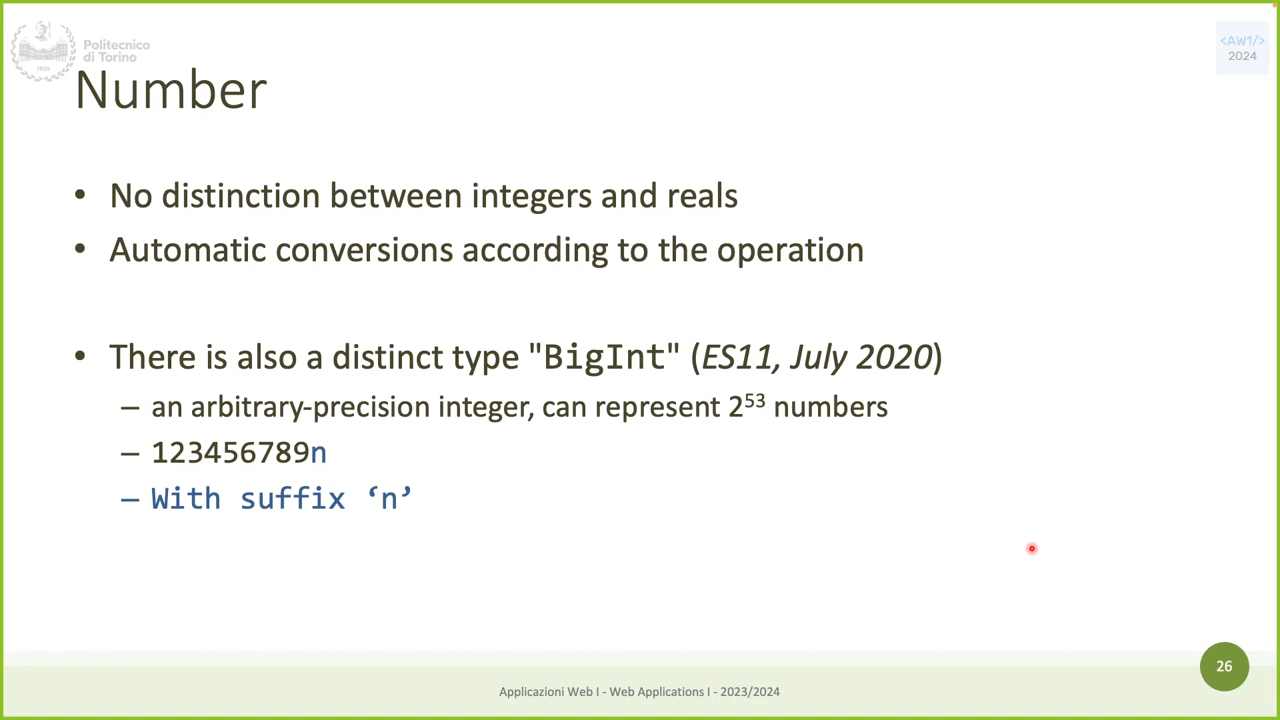 Politecnico
di Torino
1859
<AW1/>
2024
Number
• No distinction between integers and reals
• Automatic conversions according to the operation
• There is also a distinct type "BigInt" (ES11, July 2020)
– an arbitrary-precision integer, can represent 2⁵³ numbers
– 123456789n
– With suffix ‘n’
26
Applicazioni Web I - Web Applications I - 2023/2024